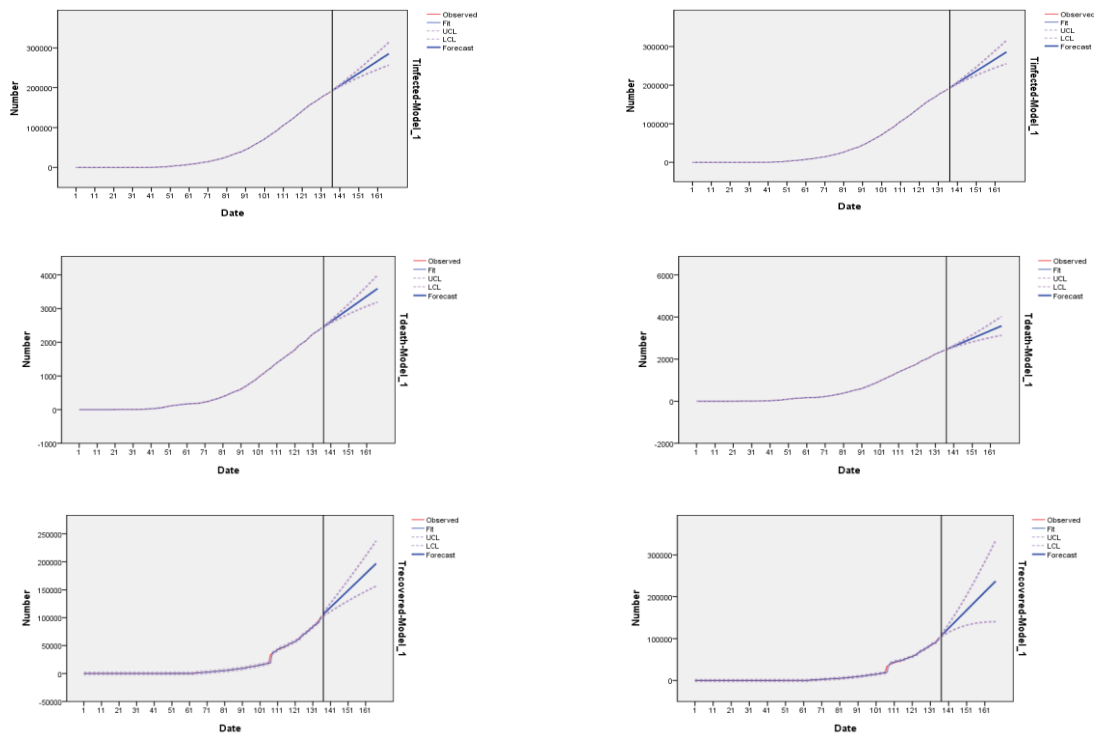 Observed
Fit
UCL
LCL
Forecast
300000
200000
100000
0
Number
1 11 21 31 41 51 61 71 81 91 101 111 121 131 141 151 161
Date
Tinfected-Model_1
Observed
Fit
UCL
LCL
Forecast
300000
200000
100000
0
Number
1 11 21 31 41 51 61 71 81 91 101 111 121 131 141 151 161
Date
Tinfected-Model_1
Observed
Fit
UCL
LCL
Forecast
4000
3000
2000
1000
0
-1000
Number
1 11 21 31 41 51 61 71 81 91 101 111 121 131 141 151 161
Date
Tdeath-Model_1
Observed
Fit
UCL
LCL
Forecast
6000
4000
2000
0
-2000
Number
1 11 21 31 41 51 61 71 81 91 101 111 121 131 141 151 161
Date
Tdeath-Model_1
Observed
Fit
UCL
LCL
Forecast
250000
200000
150000
100000
50000
0
-50000
Number
1 11 21 31 41 51 61 71 81 91 101 111 121 131 141 151 161
Date
Trecovered-Model_1
Observed
Fit
UCL
LCL
Forecast
300000
200000
100000
0
Number
1 11 21 31 41 51 61 71 81 91 101 111 121 131 141 151 161
Date
Trecovered-Model_1